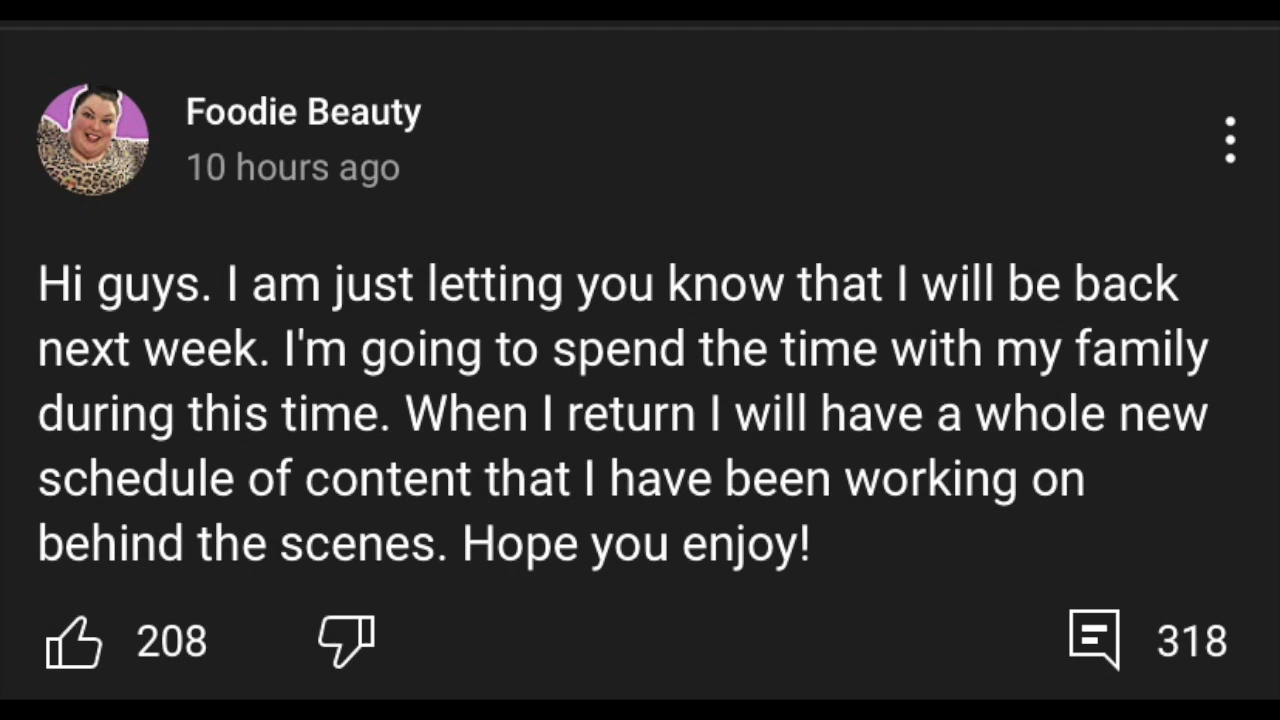 Foodie Beauty
10 hours ago
Hi guys. I am just letting you know that I will be back
next week. I'm going to spend the time with my family
during this time. When I return I will have a whole new
schedule of content that I have been working on
behind the scenes. Hope you enjoy!
208 318